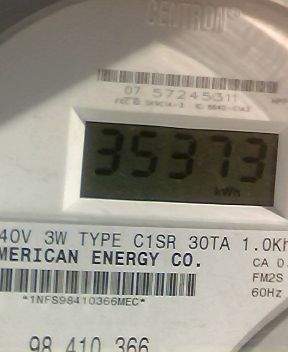 CENTRON®
07 57245311
35373
kWh
40V 3W TYPE C1SR 30TA 1.0Kh
MERICAN ENERGY CO.
CA 0.
FM2S
*1NFS98410366MEC*
60Hz
98 410 366